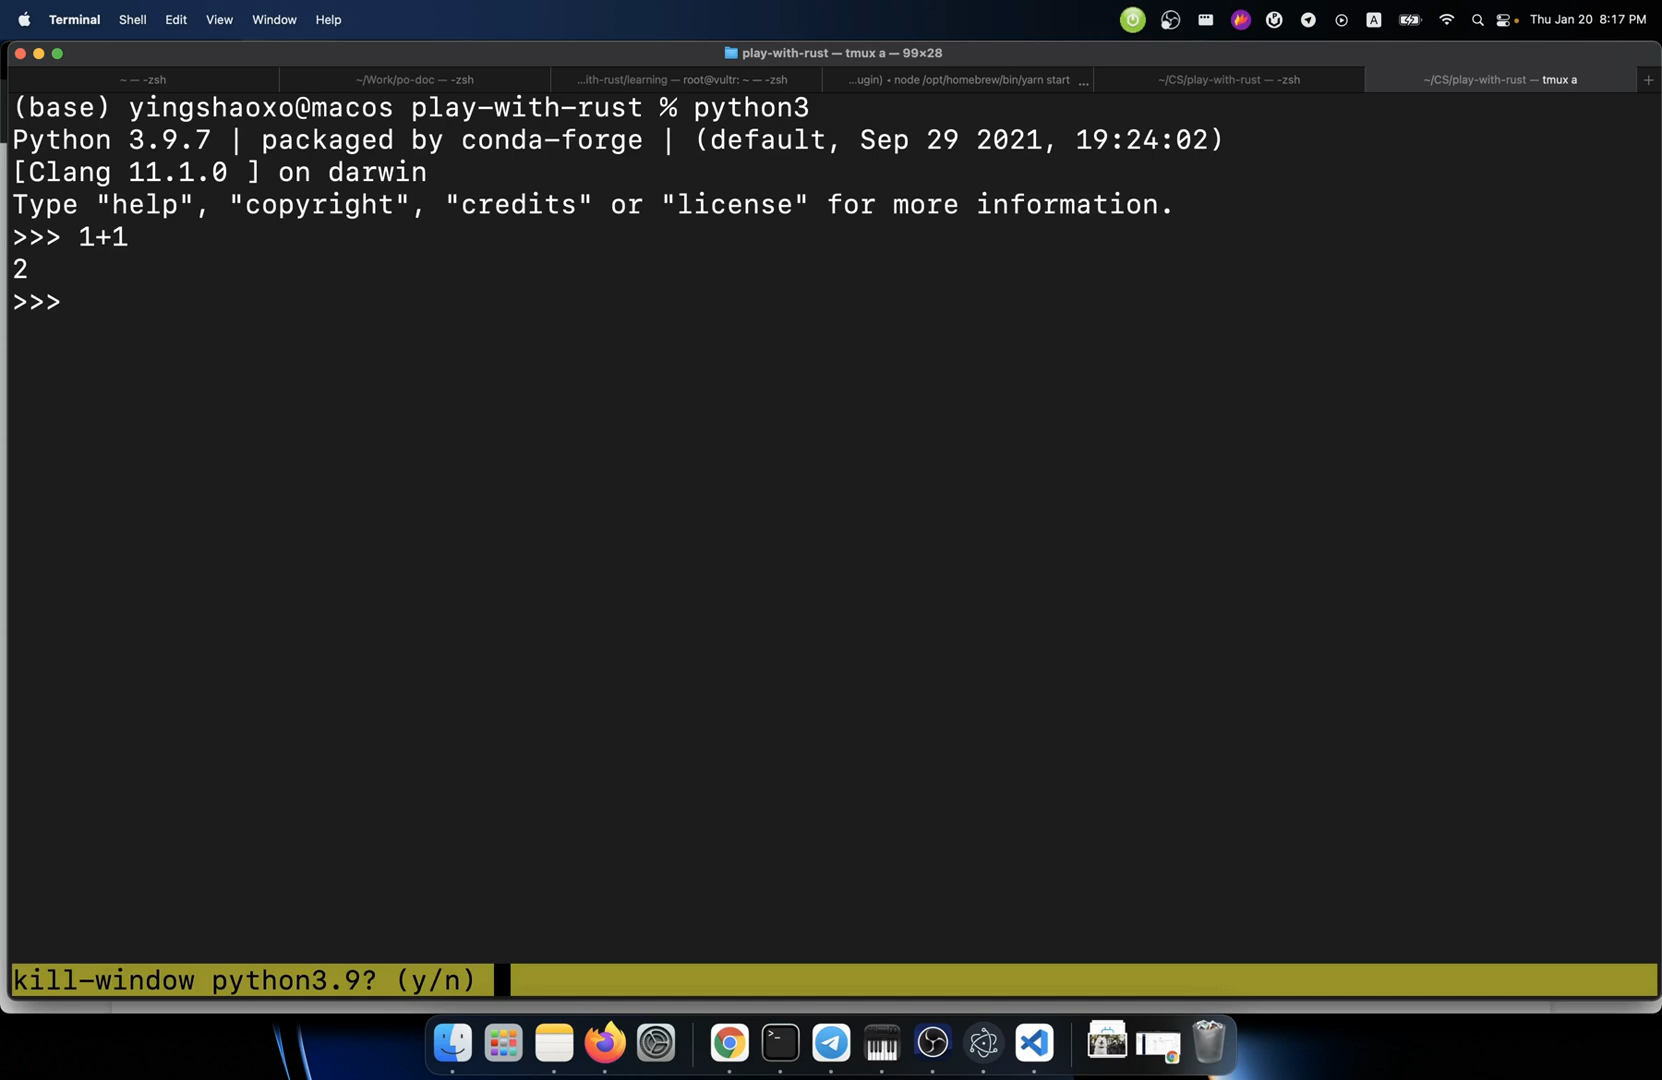 Terminal Shell Edit View Window Help A Thu Jan 20 8:17 PM
play-with-rust — tmux a — 99×28
~ — -zsh ~/Work/po-doc — -zsh ...ith-rust/learning — root@vultr: ~ — -zsh ...ugin) • node /opt/homebrew/bin/yarn start ... ~/CS/play-with-rust — -zsh ~/CS/play-with-rust — tmux a +
(base) yingshaoxo@macos play-with-rust % python3
Python 3.9.7 | packaged by conda-forge | (default, Sep 29 2021, 19:24:02)
[Clang 11.1.0 ] on darwin
Type "help", "copyright", "credits" or "license" for more information.
>>> 1+1
2
>>>
kill-window python3.9? (y/n)